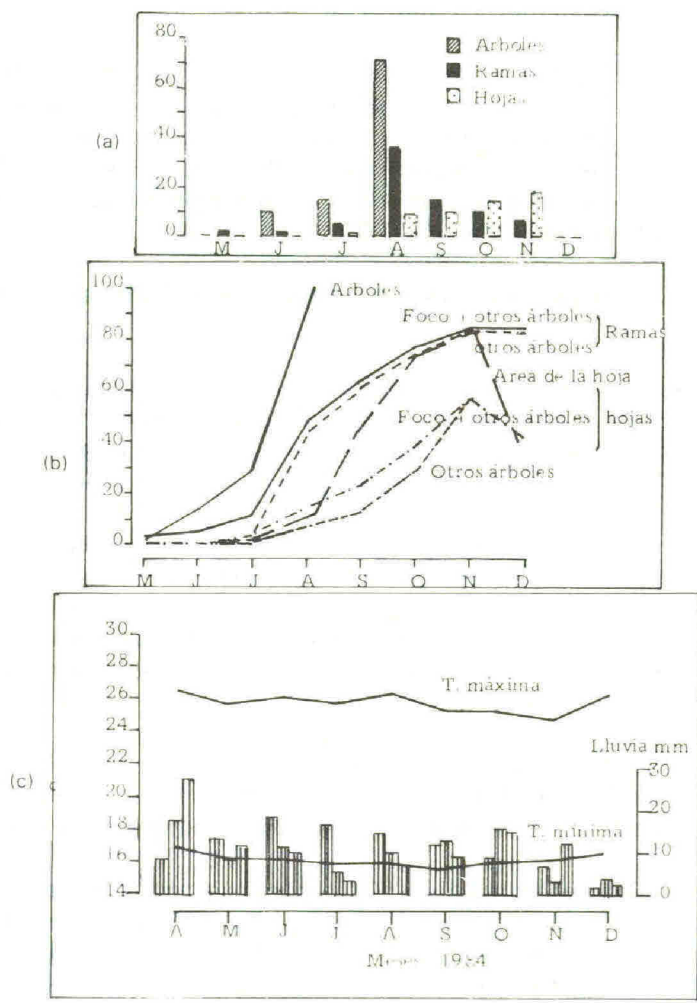 (a)
80
60
40
20
0
Arboles
Ramas
Hojas
M J J A S O N D
(b)
100
80
60
40
20
0
Arboles
Foco + otros árboles
otros árboles
Ramas
Area de la hoja
Foco + otros árboles
hojas
Otros árboles
M J J A S O N D
(c)
30
28
26
24
22
20
18
16
14
T. máxima
Lluvia mm
30
20
10
0
T. mínima
A M J J A S O N D
Meses 1984